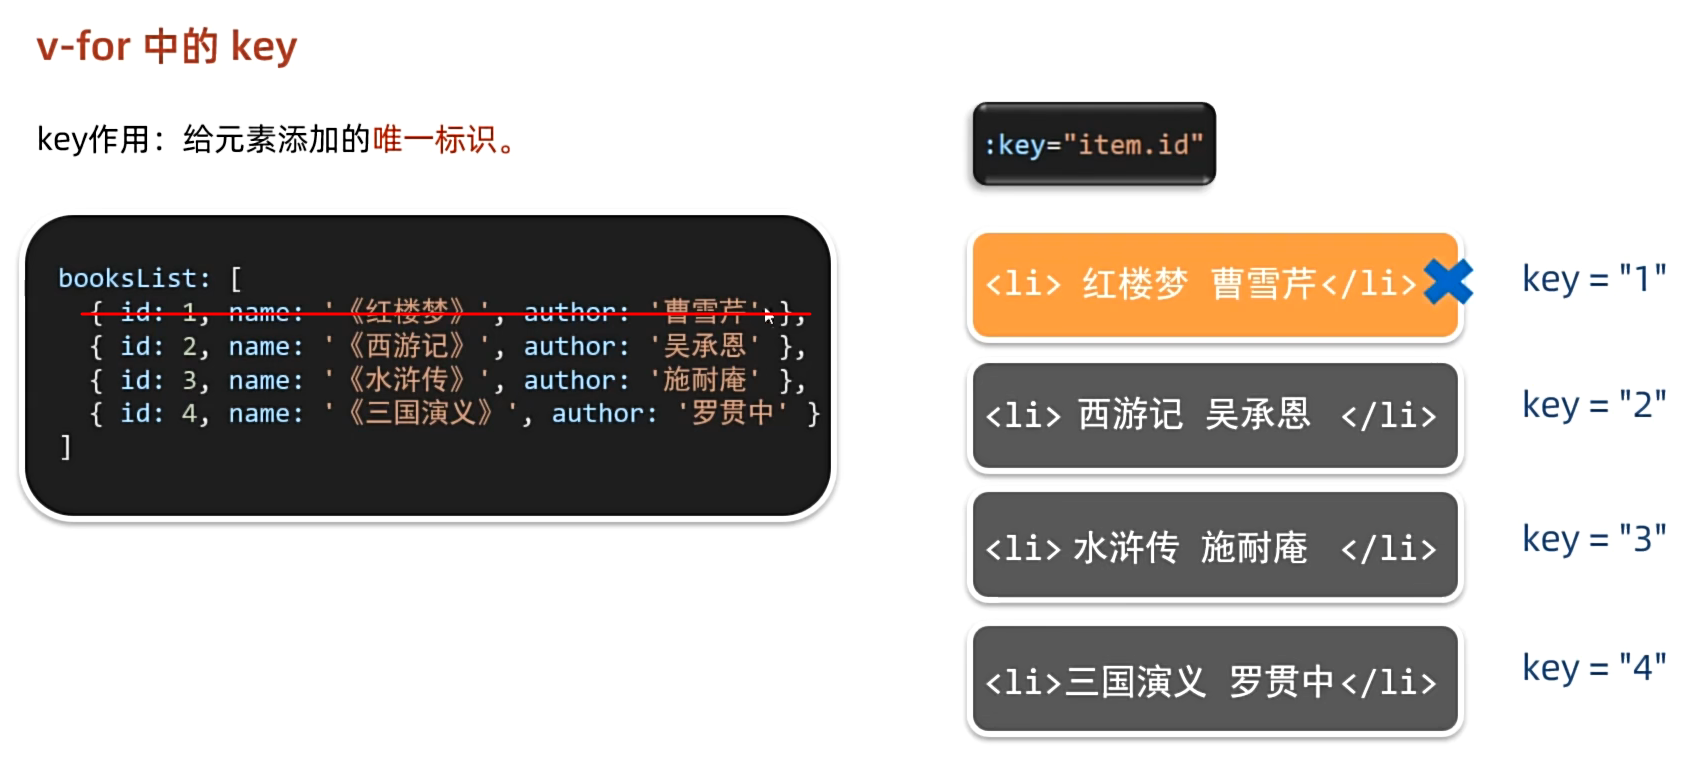 v-for 中的 key
key作用：给元素添加的唯一标识。
booksList: [
{ id: 1, name: '《红楼梦》', author: '曹雪芹' },
{ id: 2, name: '《西游记》', author: '吴承恩' },
{ id: 3, name: '《水浒传》', author: '施耐庵' },
{ id: 4, name: '《三国演义》', author: '罗贯中' }
]
:key="item.id"
<li> 红楼梦 曹雪芹</li> key = "1"
<li> 西游记 吴承恩 </li> key = "2"
<li> 水浒传 施耐庵 </li> key = "3"
<li>三国演义 罗贯中</li> key = "4"